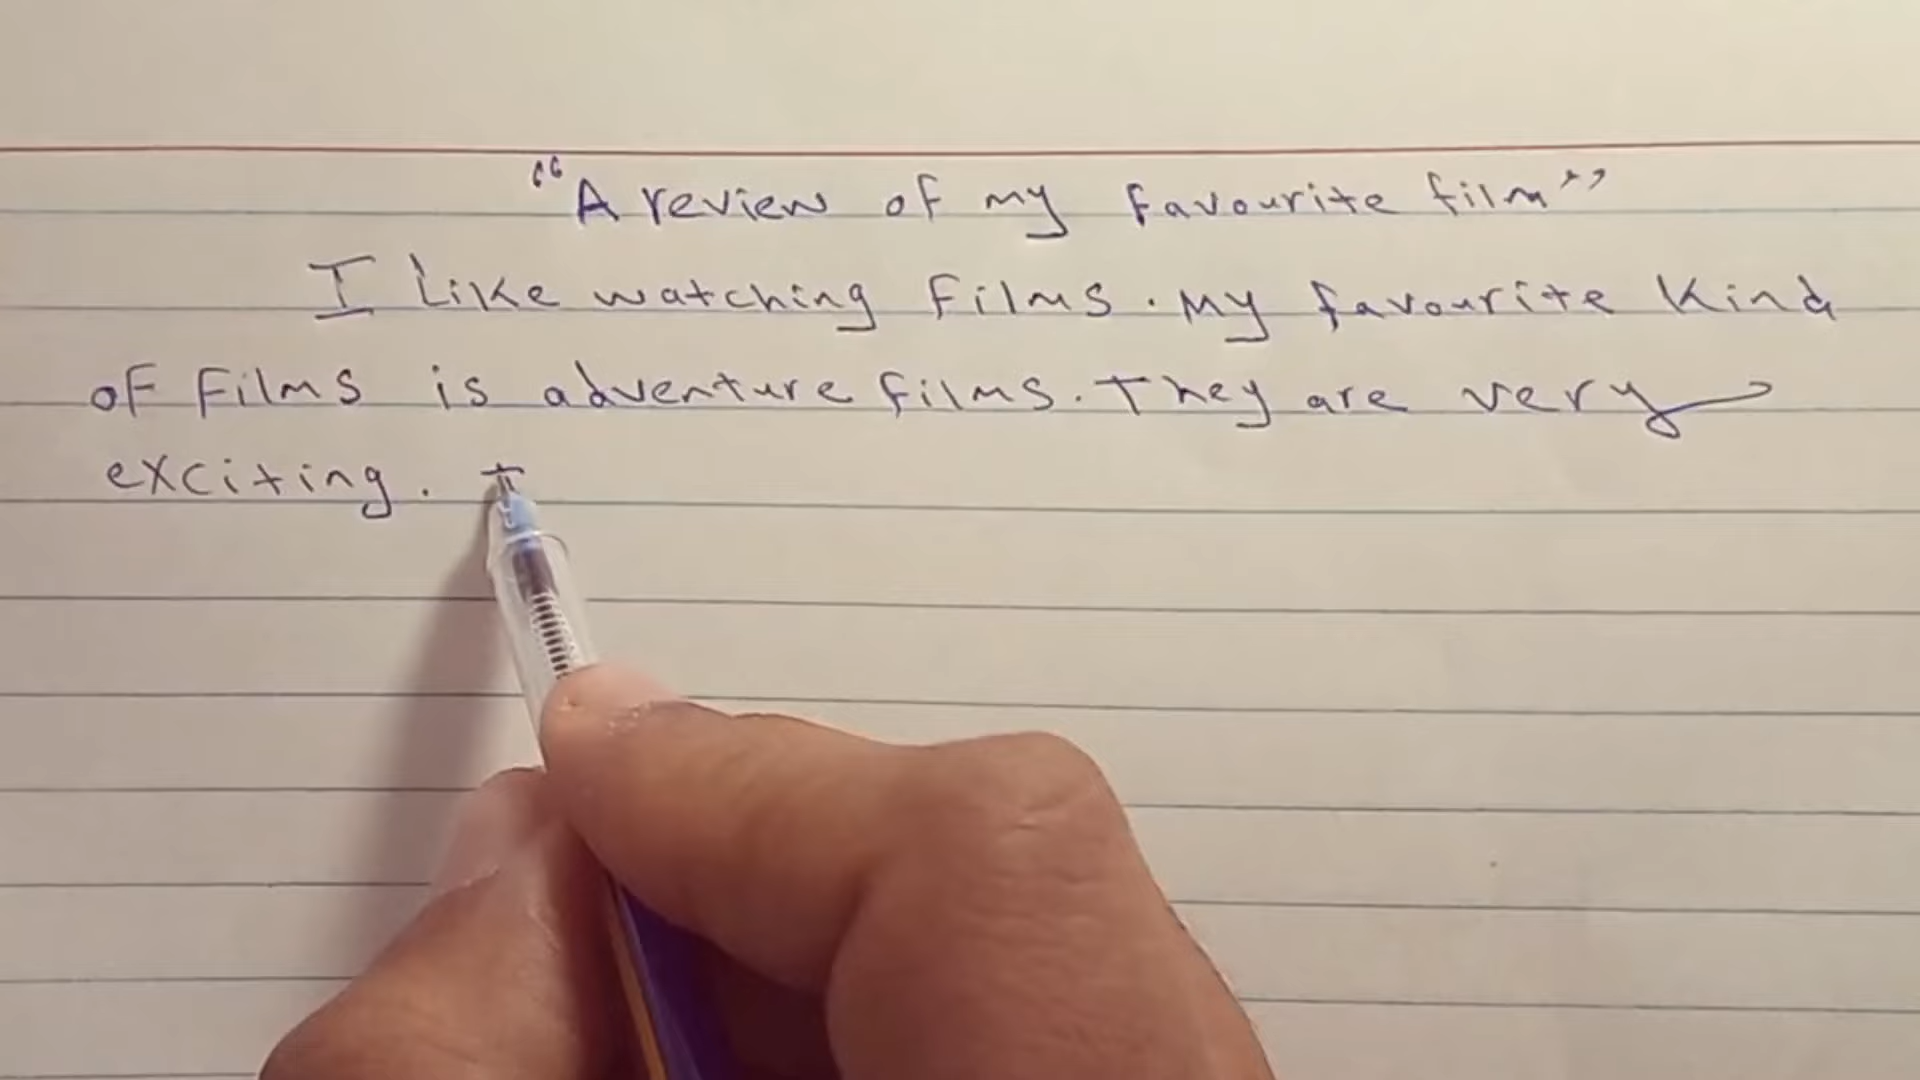 “A review of my favourite film”
I like watching films. My favourite kind
of films is adventure films. They are very
exciting.